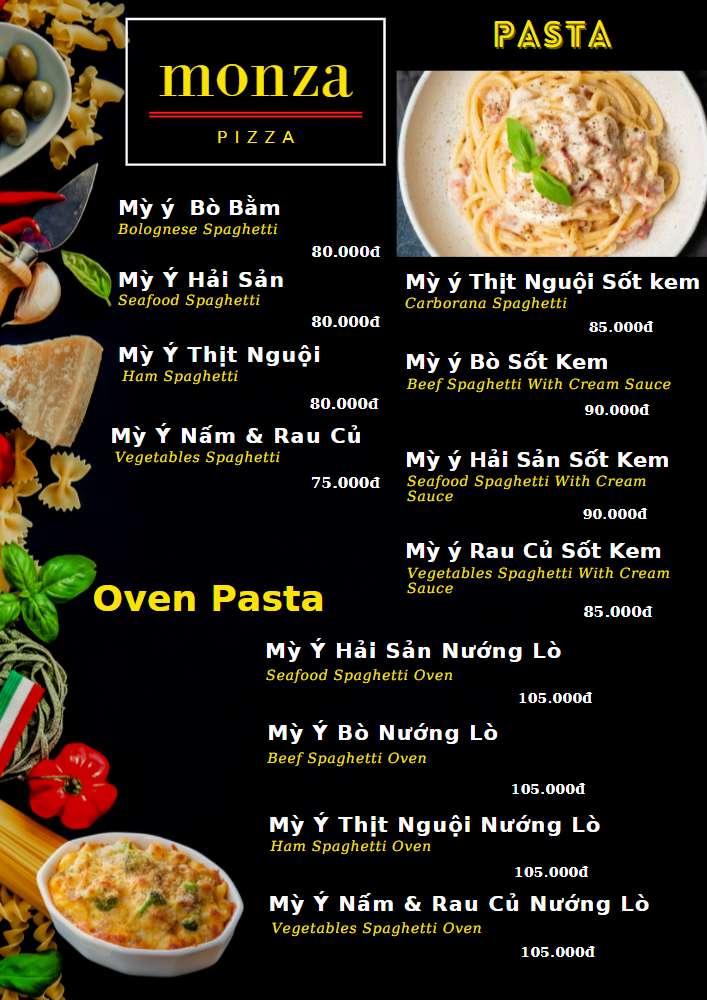 monza
PIZZA
Mỳ ý Bò Bằm
Bolognese Spaghetti
80.000đ
Mỳ Ý Hải Sản
Seafood Spaghetti
80.000đ
Mỳ Ý Thịt Nguội
Ham Spaghetti
80.000đ
Mỳ Ý Nấm & Rau Củ
Vegetables Spaghetti
75.000đ
PASTA
Mỳ ý Thịt Nguội Sốt kem
Carborana Spaghetti
85.000đ
Mỳ ý Bò Sốt Kem
Beef Spaghetti With Cream Sauce
90.000đ
Mỳ ý Hải Sản Sốt Kem
Seafood Spaghetti With Cream
Sauce
90.000đ
Mỳ ý Rau Củ Sốt Kem
Vegetables Spaghetti With Cream
Sauce
85.000đ
Oven Pasta
Mỳ Ý Hải Sản Nướng Lò
Seafood Spaghetti Oven
105.000đ
Mỳ Ý Bò Nướng Lò
Beef Spaghetti Oven
105.000đ
Mỳ Ý Thịt Nguội Nướng Lò
Ham Spaghetti Oven
105.000đ
Mỳ Ý Nấm & Rau Củ Nướng Lò
Vegetables Spaghetti Oven
105.000đ